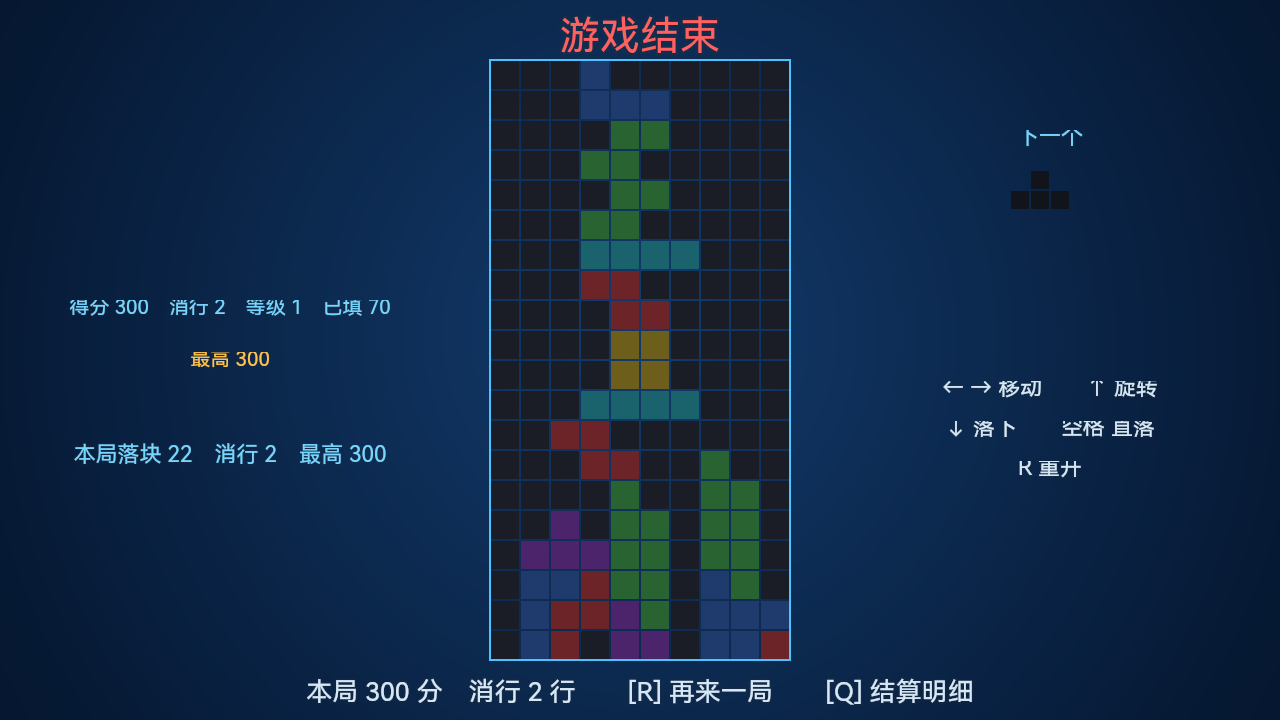 游戏结束
下一个
得分 300 消行 2 等级 1 已填 70
最高 300
← → 移动 ↑ 旋转
↓ 落下 空格 直落
R 重开
本局落块 22 消行 2 最高 300
本局 300 分 消行 2 行 [R] 再来一局 [Q] 结算明细